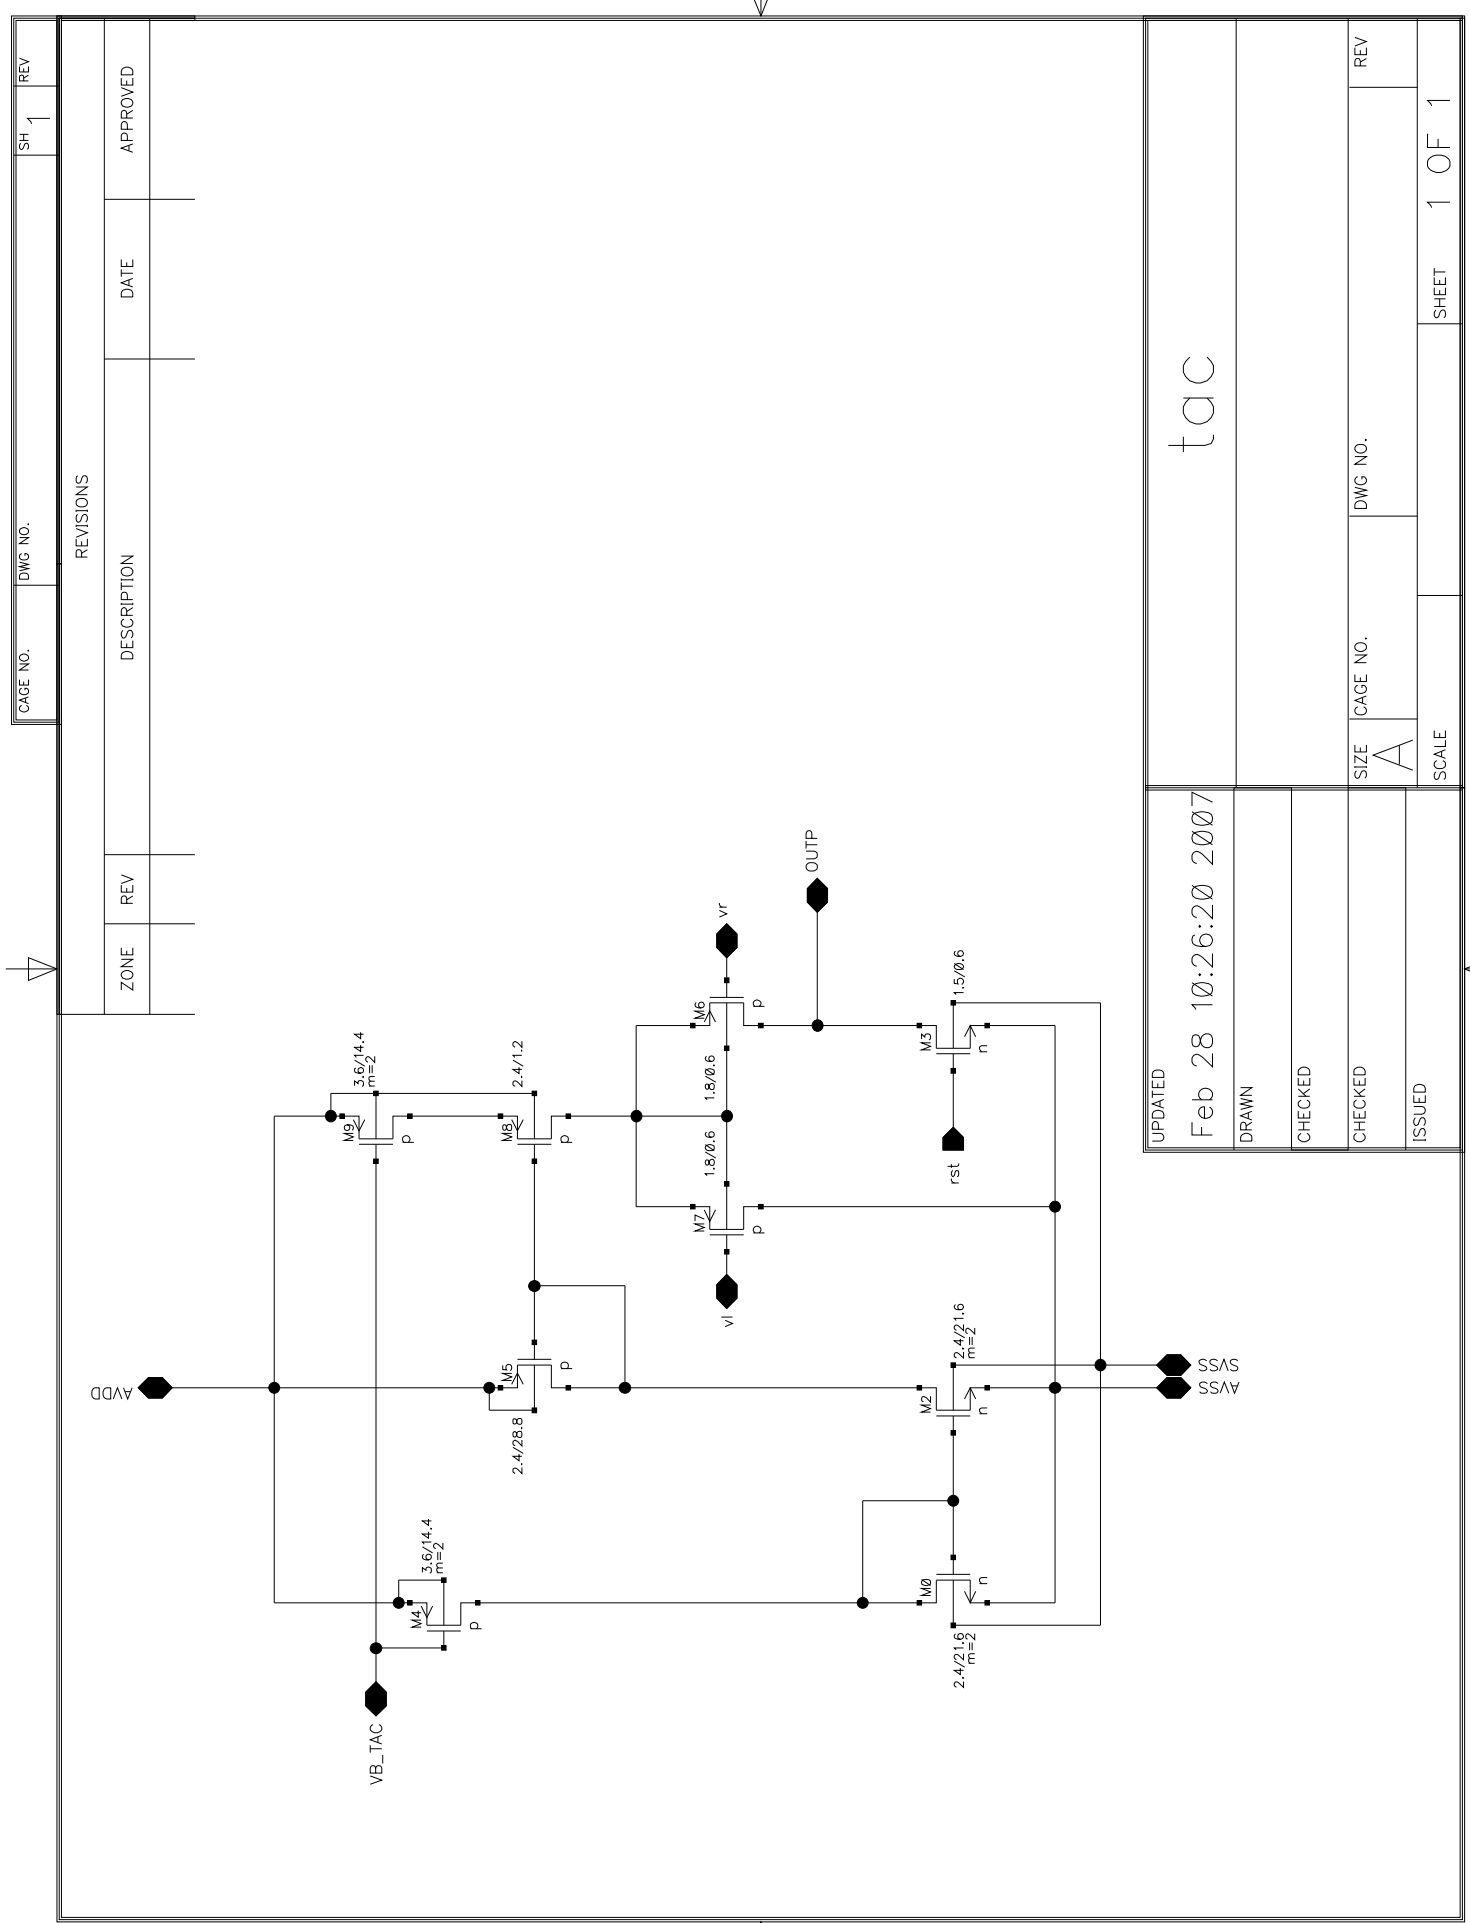 CAGE NO. DWG NO. SH 1 REV
REVISIONS
ZONE REV DESCRIPTION DATE APPROVED
AVDD
VB_TAC
M9
3.6/14.4
m=2
p
M4
3.6/14.4
m=2
p
M5
2.4/28.8
p
M8
2.4/1.2
p
M7
1.8/0.6
p
M6
1.8/0.6
p
vl
vr
OUTP
M0
2.4/21.6
m=2
n
M2
2.4/21.6
m=2
n
M3
1.5/0.6
n
rst
AVSS
SVSS
UPDATED
Feb 28 10:26:20 2007
DRAWN
CHECKED
CHECKED
ISSUED
tac
SIZE
A
CAGE NO.
DWG NO.
REV
SCALE
SHEET 1 OF 1